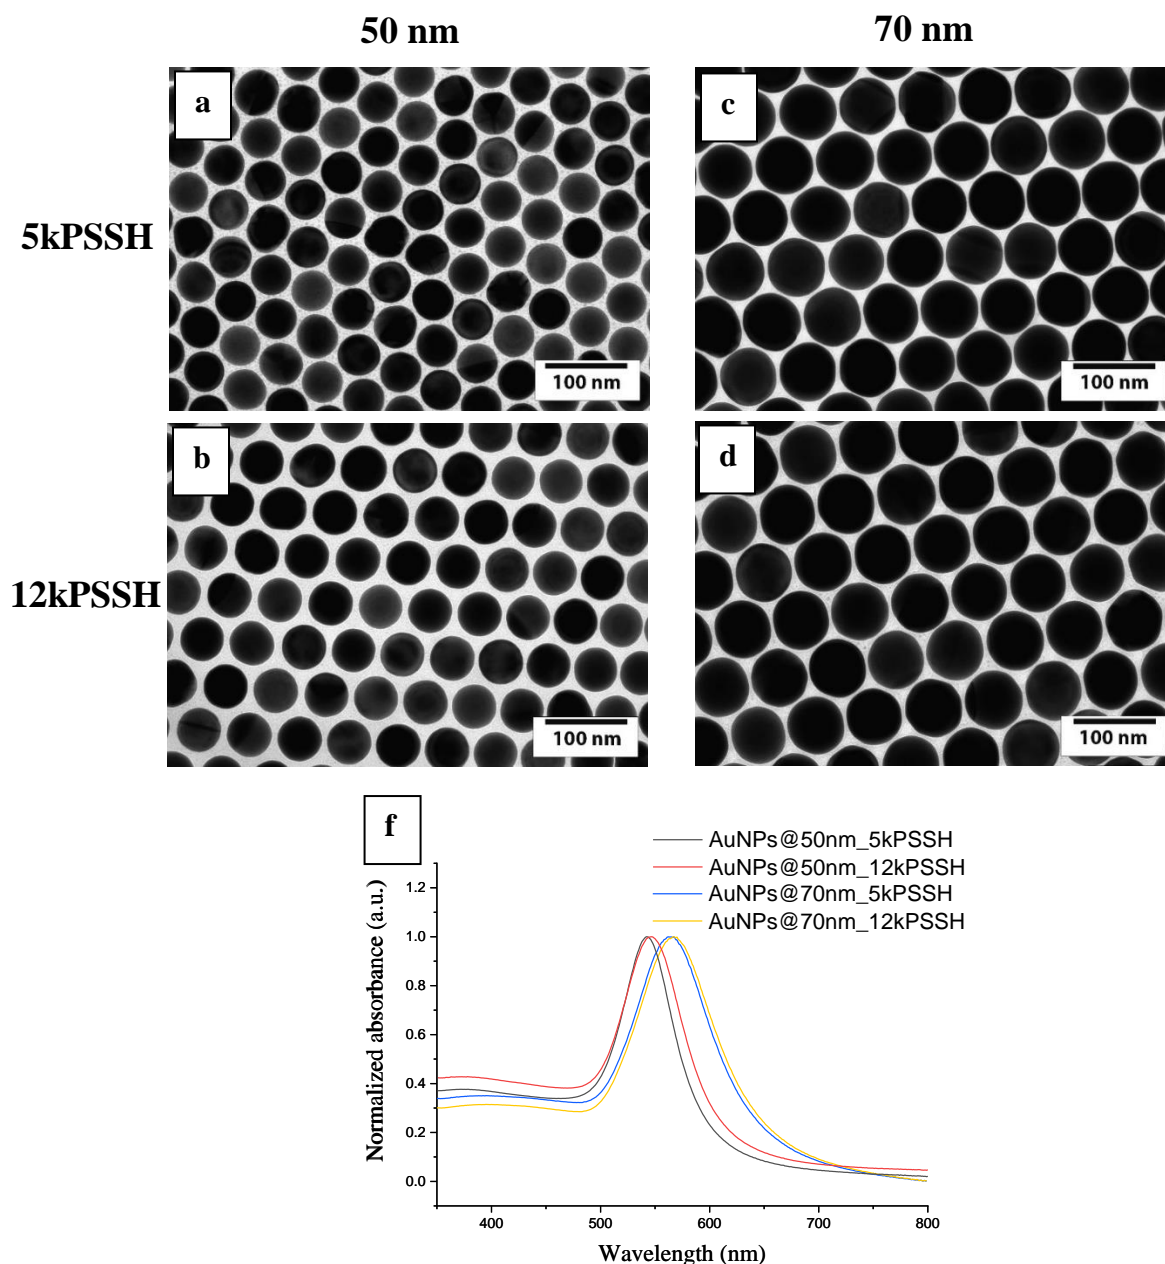 50 nm
70 nm
5kPSSH
12kPSSH
a
100 nm
c
100 nm
b
100 nm
d
100 nm
f
AuNPs@50nm_5kPSSH
AuNPs@50nm_12kPSSH
AuNPs@70nm_5kPSSH
AuNPs@70nm_12kPSSH
Normalized absorbance (a.u.)
1.2
1.0
0.8
0.6
0.4
0.2
0.0
400
500
600
700
800
Wavelength (nm)